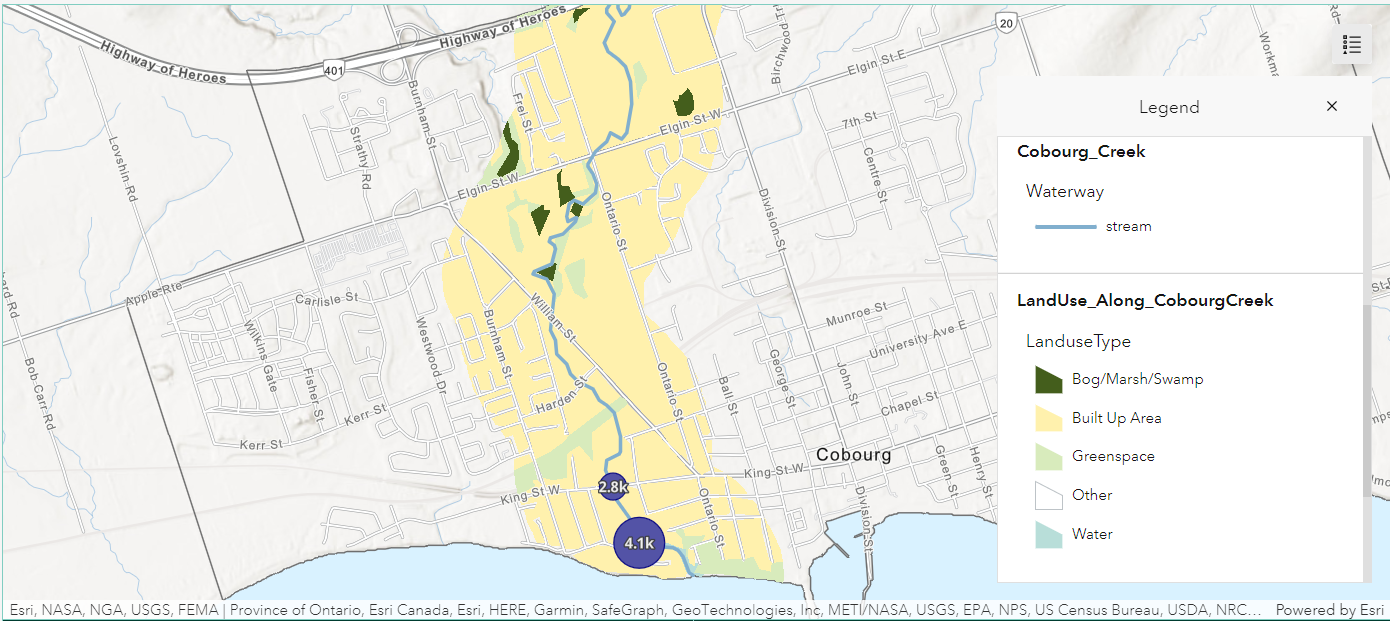 Highway of Heroes
Highway of Heroes
401
20
Birchwood Trl
Elgin St E
Burnham St
Frei St
Elgin St W
7th St
Strathy Rd
Lovshin Rd
Centre St
Elgin St W
Ontario St
Division St
Apple Rte
Carlisle St
William St
Munroe St
Wilkins Gate
Westwood Dr
Burnham St
University Ave E
Bob Carr Rd
Fisher St
Ontario St
Ball St
George St
John St
Harden St
Kerr St
Chapel St
Kerr St
Cobourg
King St W
Green St
Henry St
2.8k
King St W
Ontario St
Division St
4.1k
Legend
Cobourg_Creek
Waterway
stream
LandUse_Along_CobourgCreek
LanduseType
Bog/Marsh/Swamp
Built Up Area
Greenspace
Other
Water
Esri, NASA, NGA, USGS, FEMA | Province of Ontario, Esri Canada, Esri, HERE, Garmin, SafeGraph, GeoTechnologies, Inc, METI/NASA, USGS, EPA, NPS, US Census Bureau, USDA, NRC… Powered by Esri